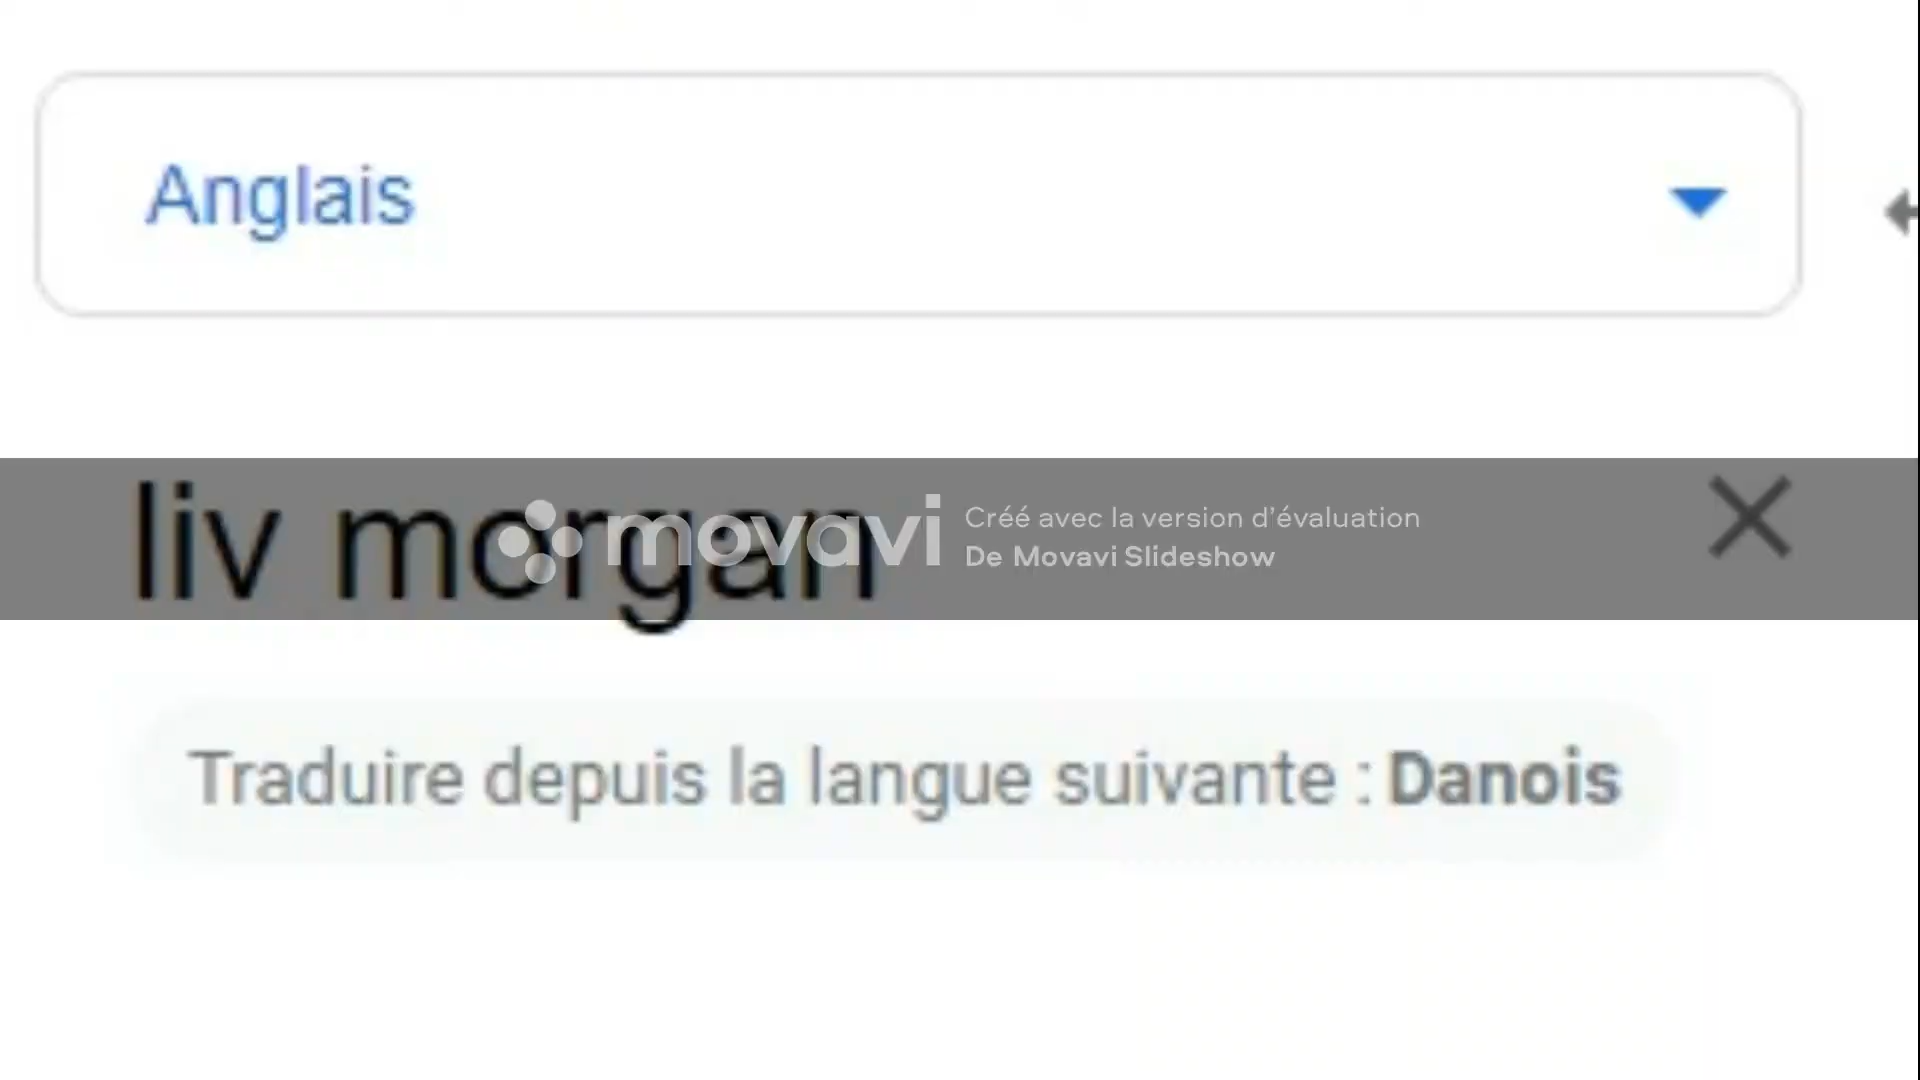 Anglais
liv morgan
movavi
Créé avec la version d’évaluation
De Movavi Slideshow
Traduire depuis la langue suivante : Danois